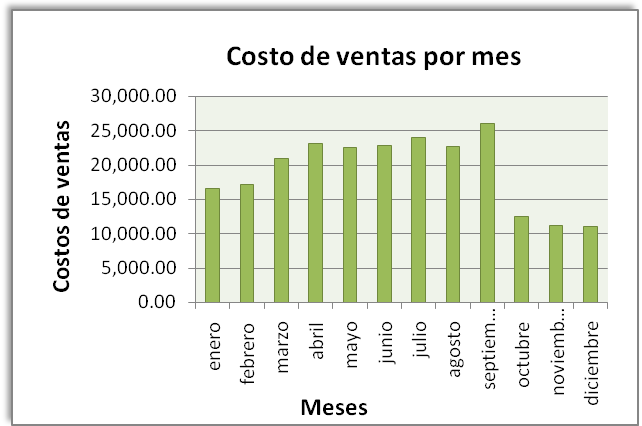 Costo de ventas por mes
Costos de ventas
30,000.00
25,000.00
20,000.00
15,000.00
10,000.00
5,000.00
0.00
enero
febrero
marzo
abril
mayo
junio
julio
agosto
septiem...
octubre
noviemb...
diciembre
Meses